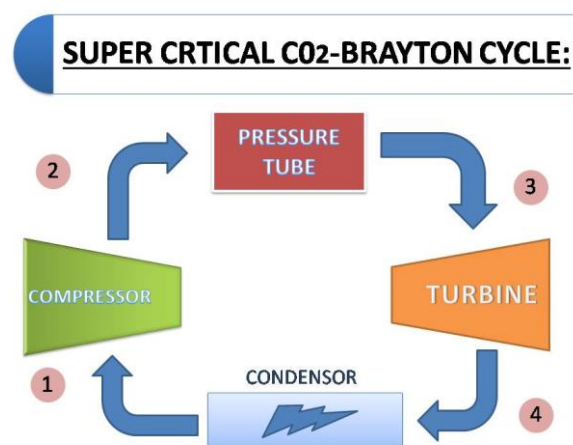 SUPER CRTICAL C02-BRAYTON CYCLE:
PRESSURE
TUBE
2
3
COMPRESSOR
TURBINE
1
CONDENSOR
4